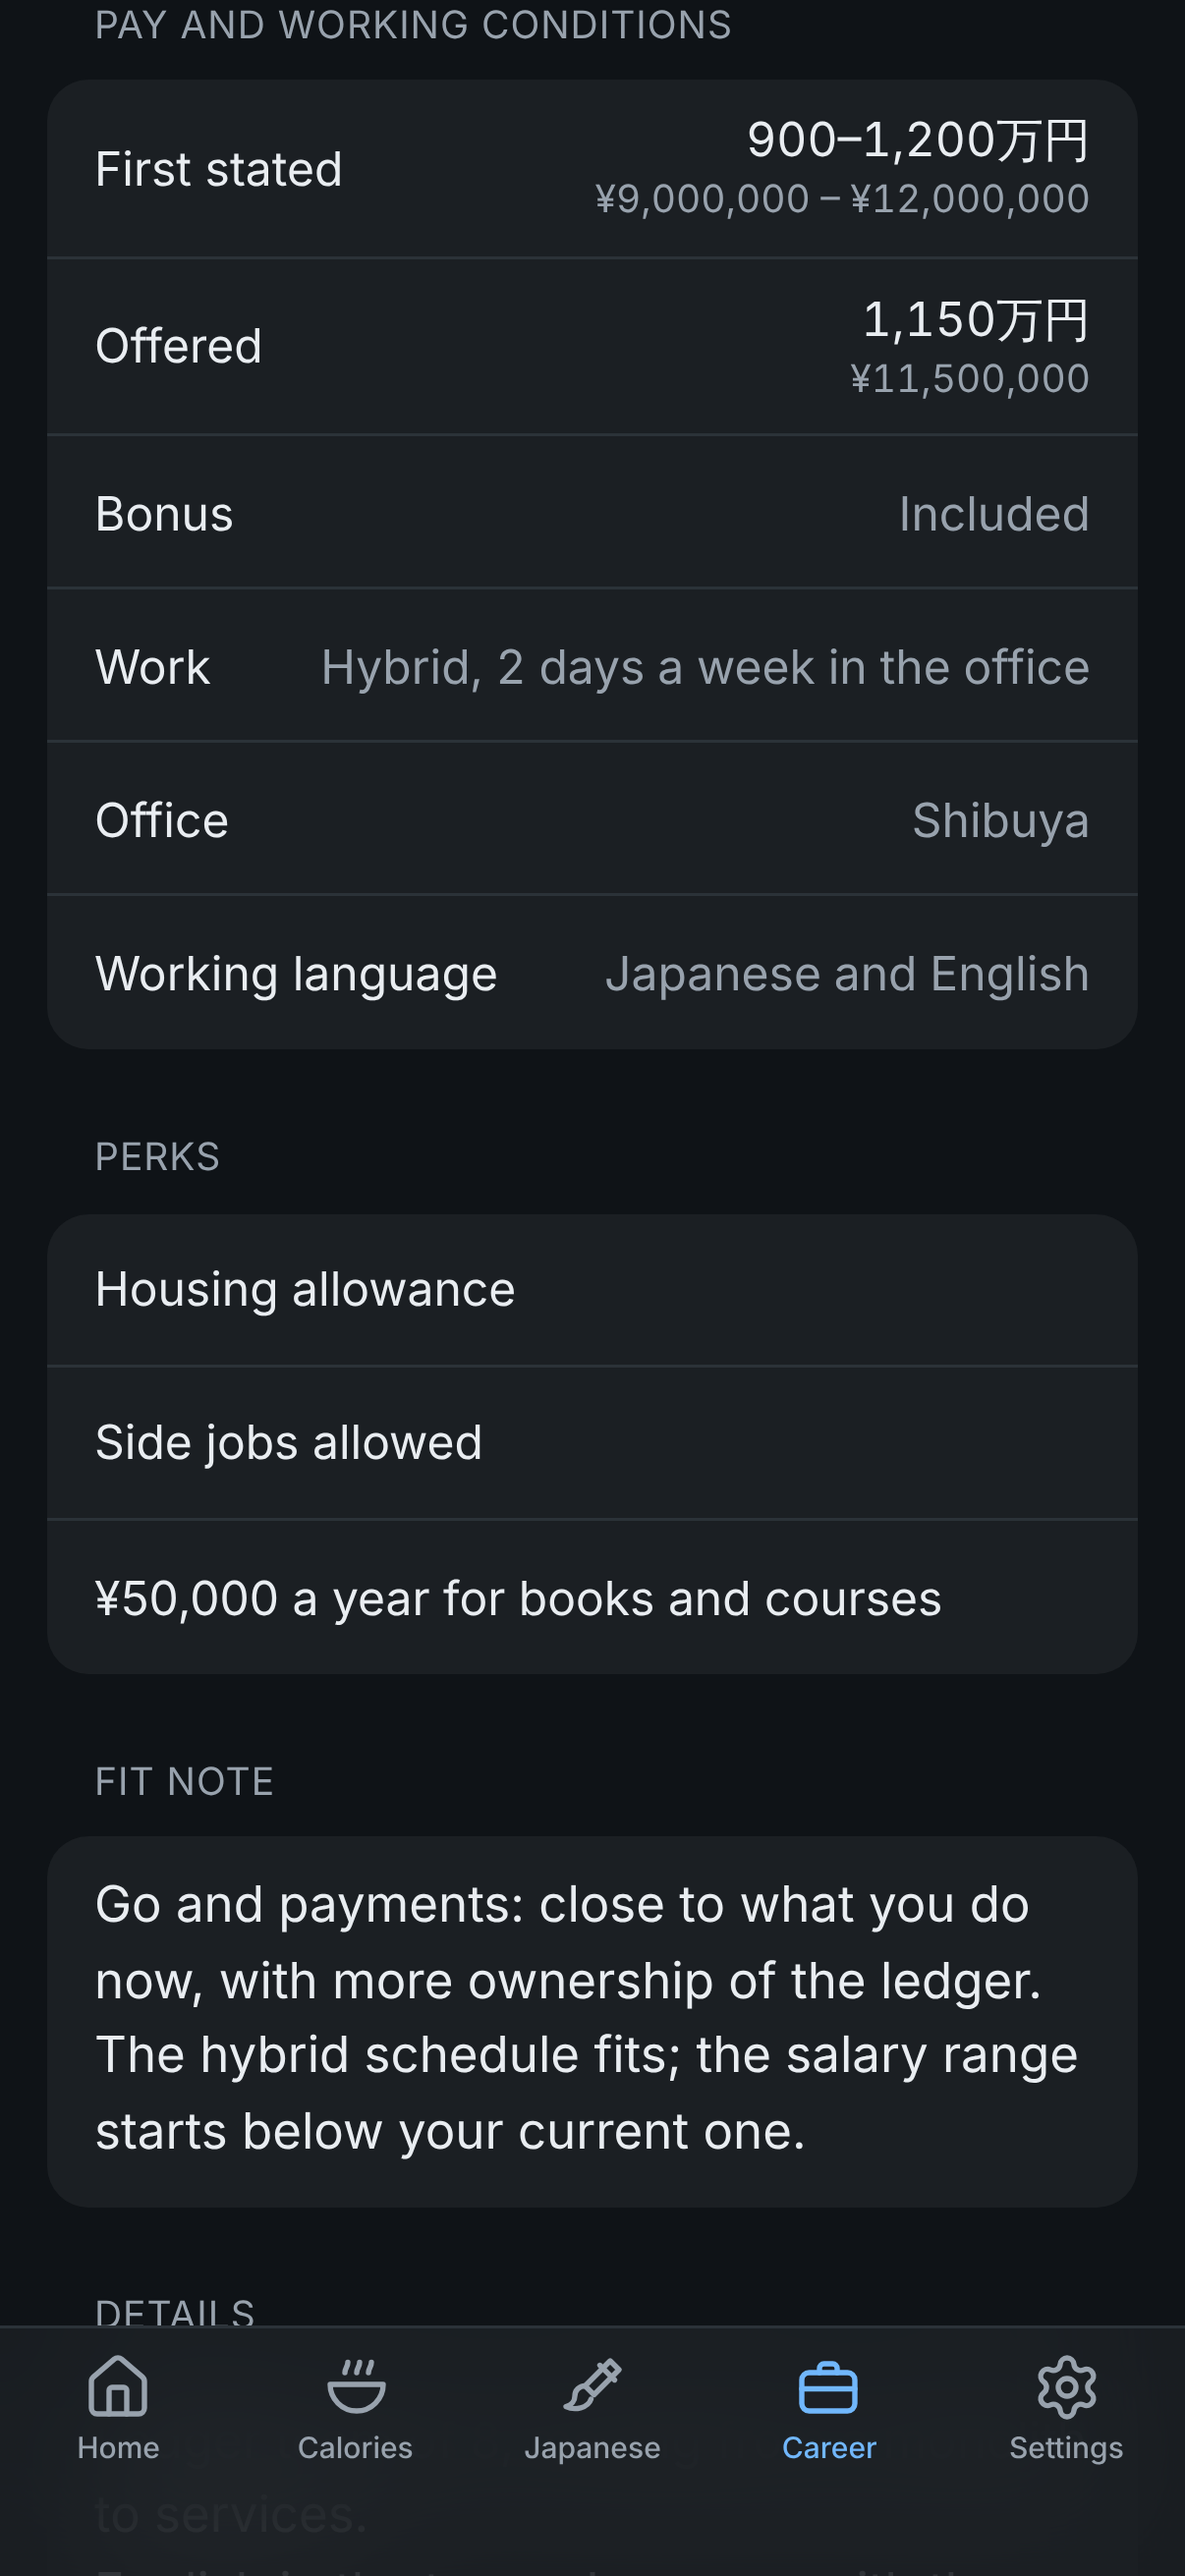 PAY AND WORKING CONDITIONS
First stated
900–1,200万円
¥9,000,000 – ¥12,000,000
Offered
1,150万円
¥11,500,000
Bonus
Included
Work
Hybrid, 2 days a week in the office
Office
Shibuya
Working language
Japanese and English
PERKS
Housing allowance
Side jobs allowed
¥50,000 a year for books and courses
FIT NOTE
Go and payments: close to what you do
now, with more ownership of the ledger.
The hybrid schedule fits; the salary range
starts below your current one.
DETAILS
Home
Calories
Japanese
Career
Settings
to services.